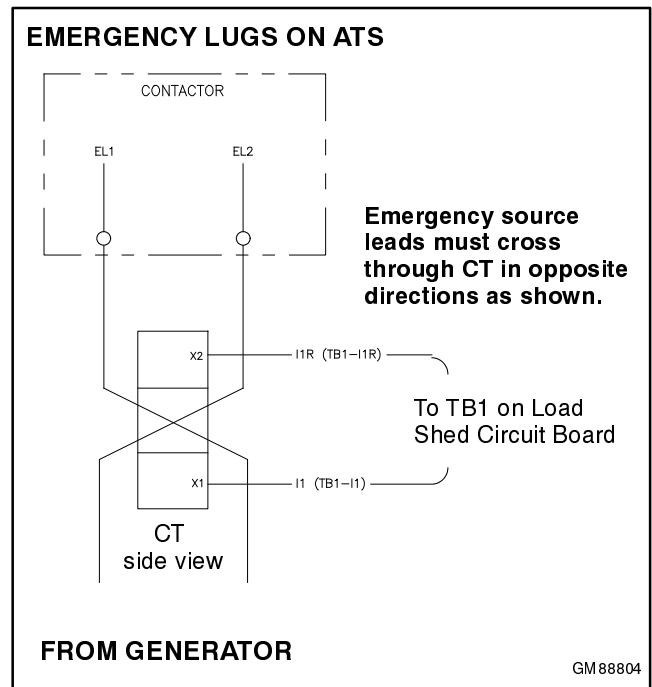 EMERGENCY LUGS ON ATS
CONTACTOR
EL1
EL2
Emergency source
leads must cross
through CT in opposite
directions as shown.
X2
I1R (TB1-I1R)
To TB1 on Load
Shed Circuit Board
X1
I1 (TB1-I1)
CT
side view
FROM GENERATOR
GM88804